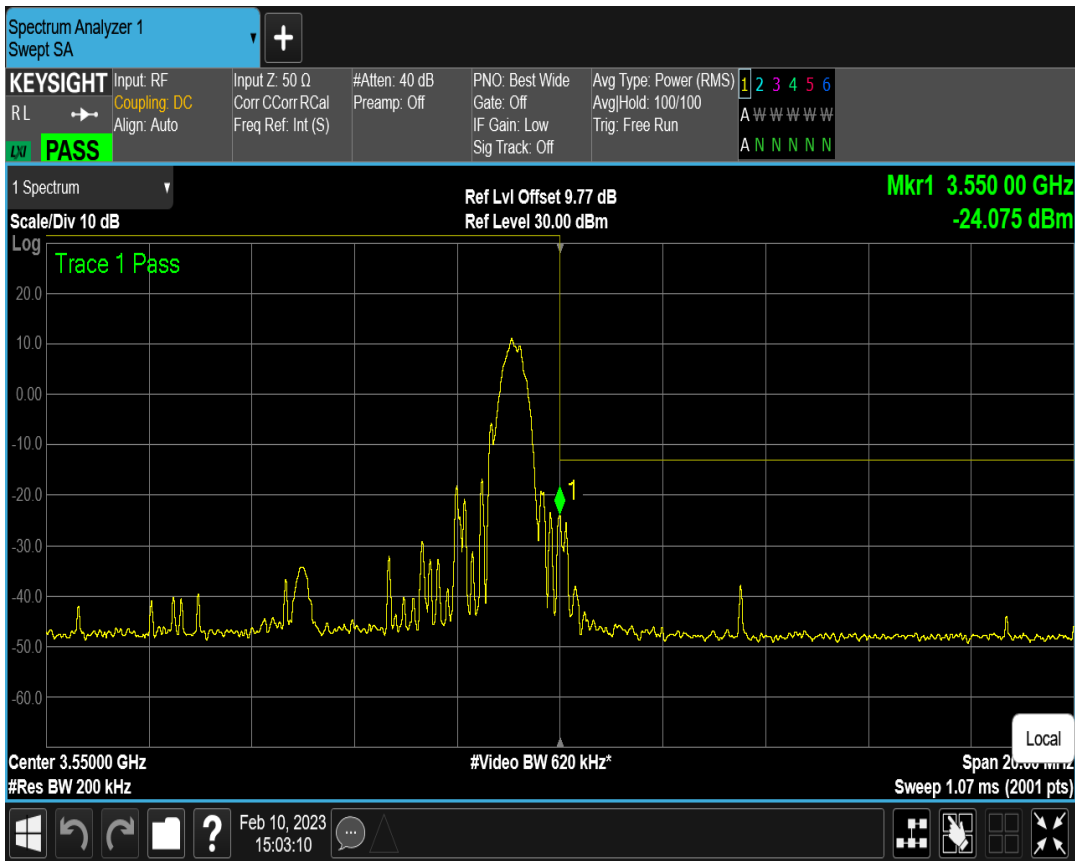 Spectrum Analyzer 1
Swept SA
+
KEYSIGHT
R L
LXI PASS
Input: RF
Coupling: DC
Align: Auto
Input Z: 50 Ω
Corr CCorr RCal
Freq Ref: Int (S)
#Atten: 40 dB
Preamp: Off
PNO: Best Wide
Gate: Off
IF Gain: Low
Sig Track: Off
Avg Type: Power (RMS)
Avg|Hold: 100/100
Trig: Free Run
1 2 3 4 5 6
A W W W W W
A N N N N N
1 Spectrum
Scale/Div 10 dB
Ref Lvl Offset 9.77 dB
Ref Level 30.00 dBm
Mkr1 3.550 00 GHz
-24.075 dBm
Log
Trace 1 Pass
20.0
10.0
0.00
-10.0
-20.0
-30.0
-40.0
-50.0
-60.0
1
Local
Center 3.55000 GHz
#Res BW 200 kHz
#Video BW 620 kHz*
Span 20.00 MHz
Sweep 1.07 ms (2001 pts)
?
Feb 10, 2023
15:03:10